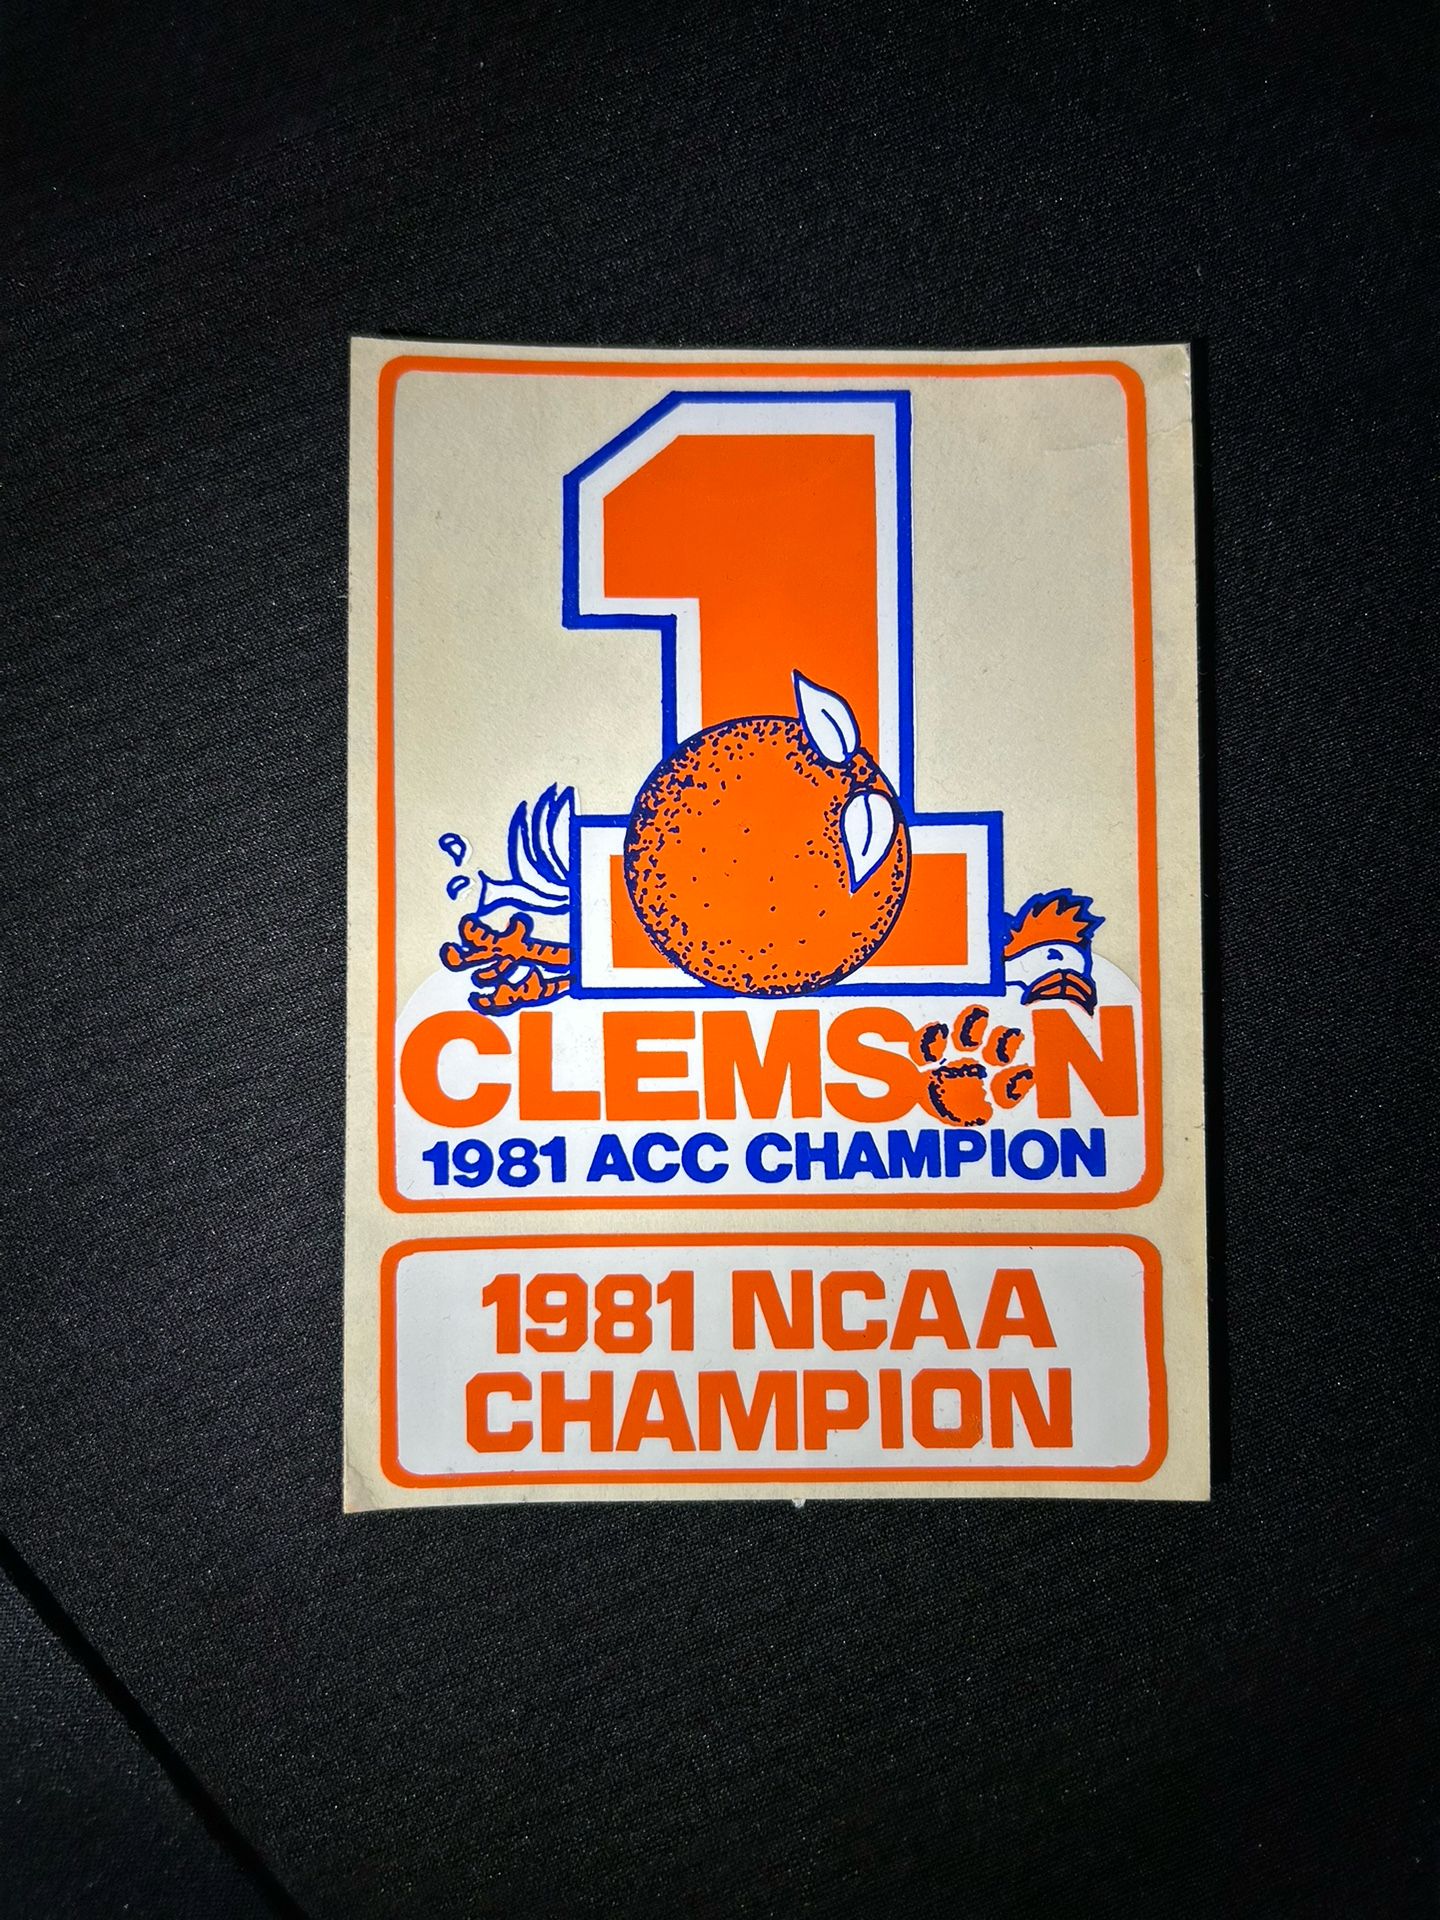 1
CLEMSON
1981 ACC CHAMPION
1981 NCAA
CHAMPION